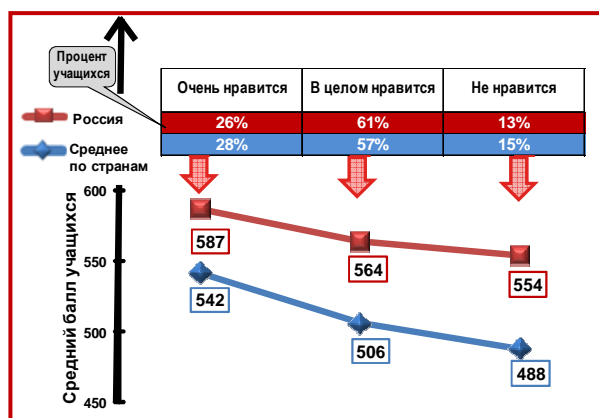 Процент
учащихся
Очень нравится В целом нравится Не нравится
Россия
26% 61% 13%
Среднее
по странам
28% 57% 15%
Средний балл учащихся
600
550
500
450
587 564 554
542 506 488